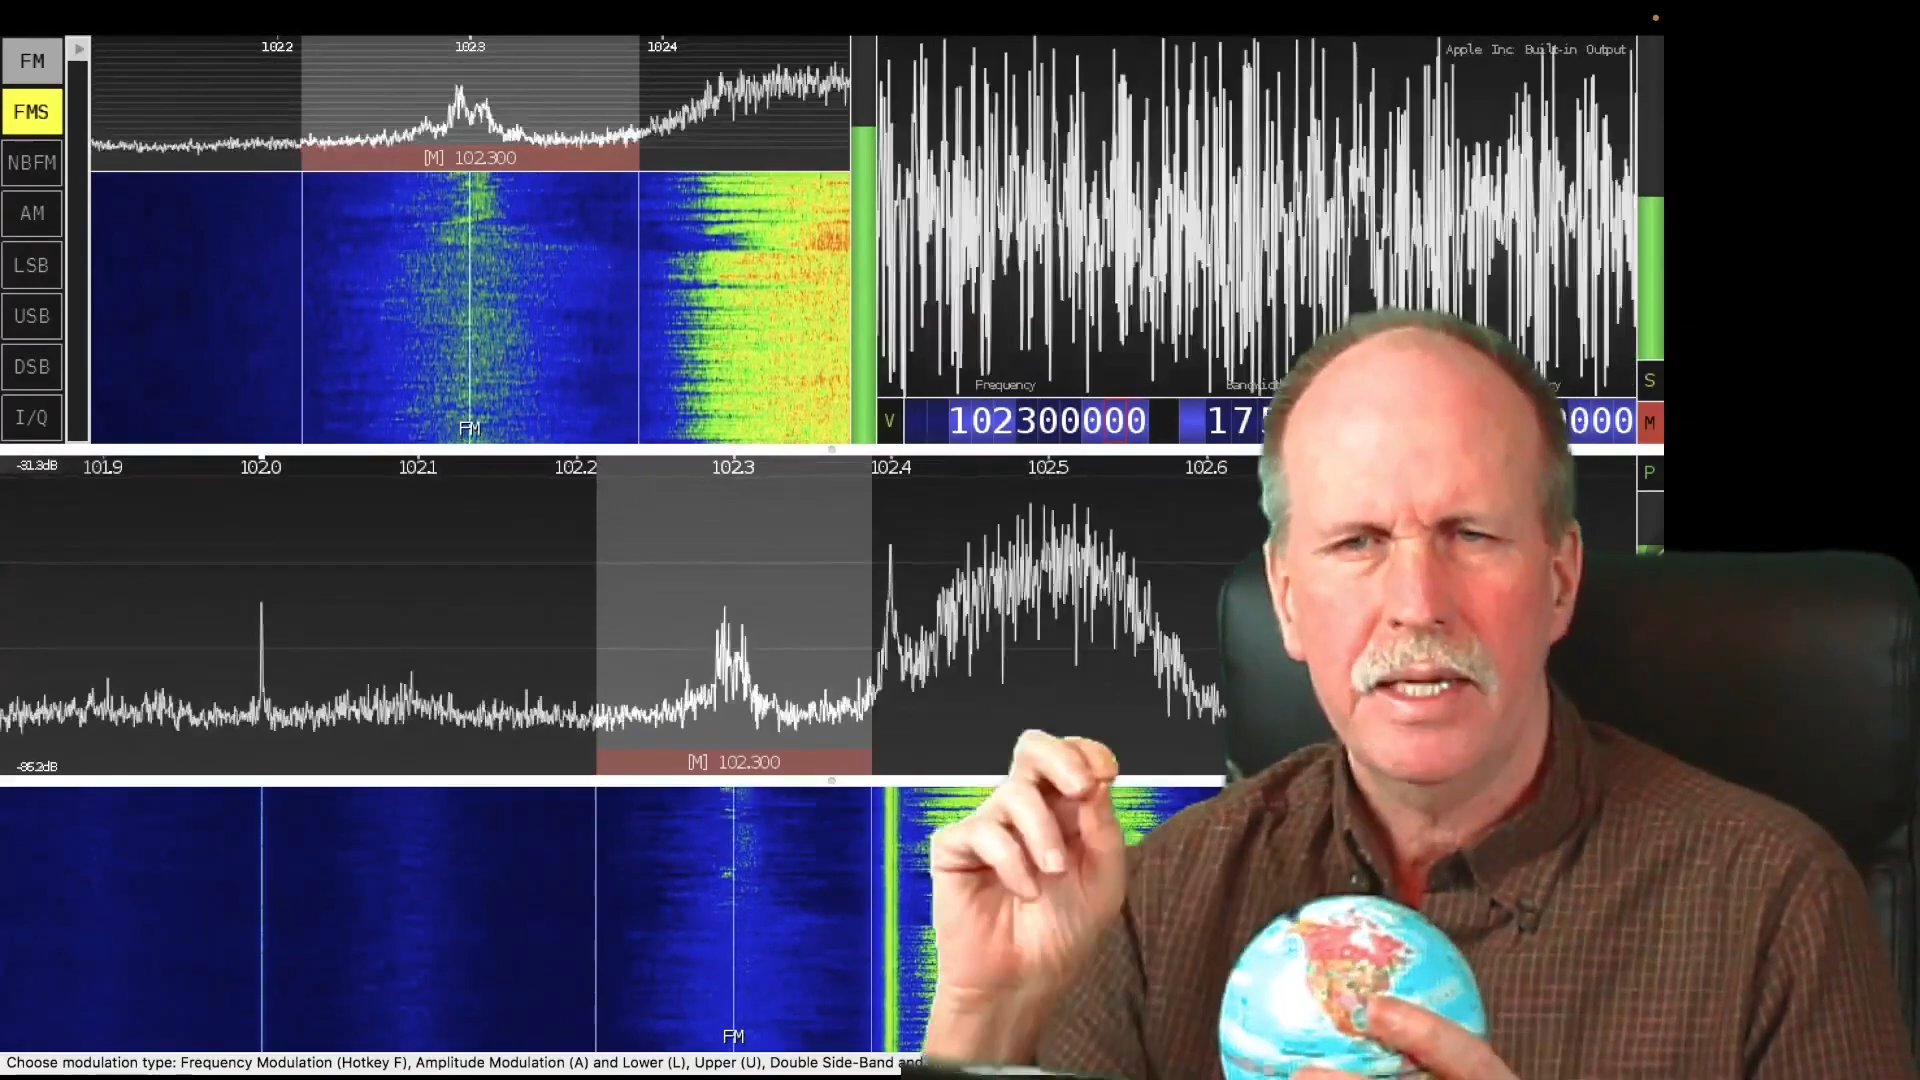 102.2 102.3 102.4
FM
FMS
NBFM
AM
LSB
USB
DSB
I/Q
[M] 102.300
FM
Apple Inc Built-in Output
Frequency
V 102300000 17 0000
S
M
P
-31.3dB 101.9 102.0 102.1 102.2 102.3 102.4 102.5 102.6
[M] 102.300
FM
Choose modulation type: Frequency Modulation (Hotkey F), Amplitude Modulation (A) and Lower (L), Upper (U), Double Side-Band and